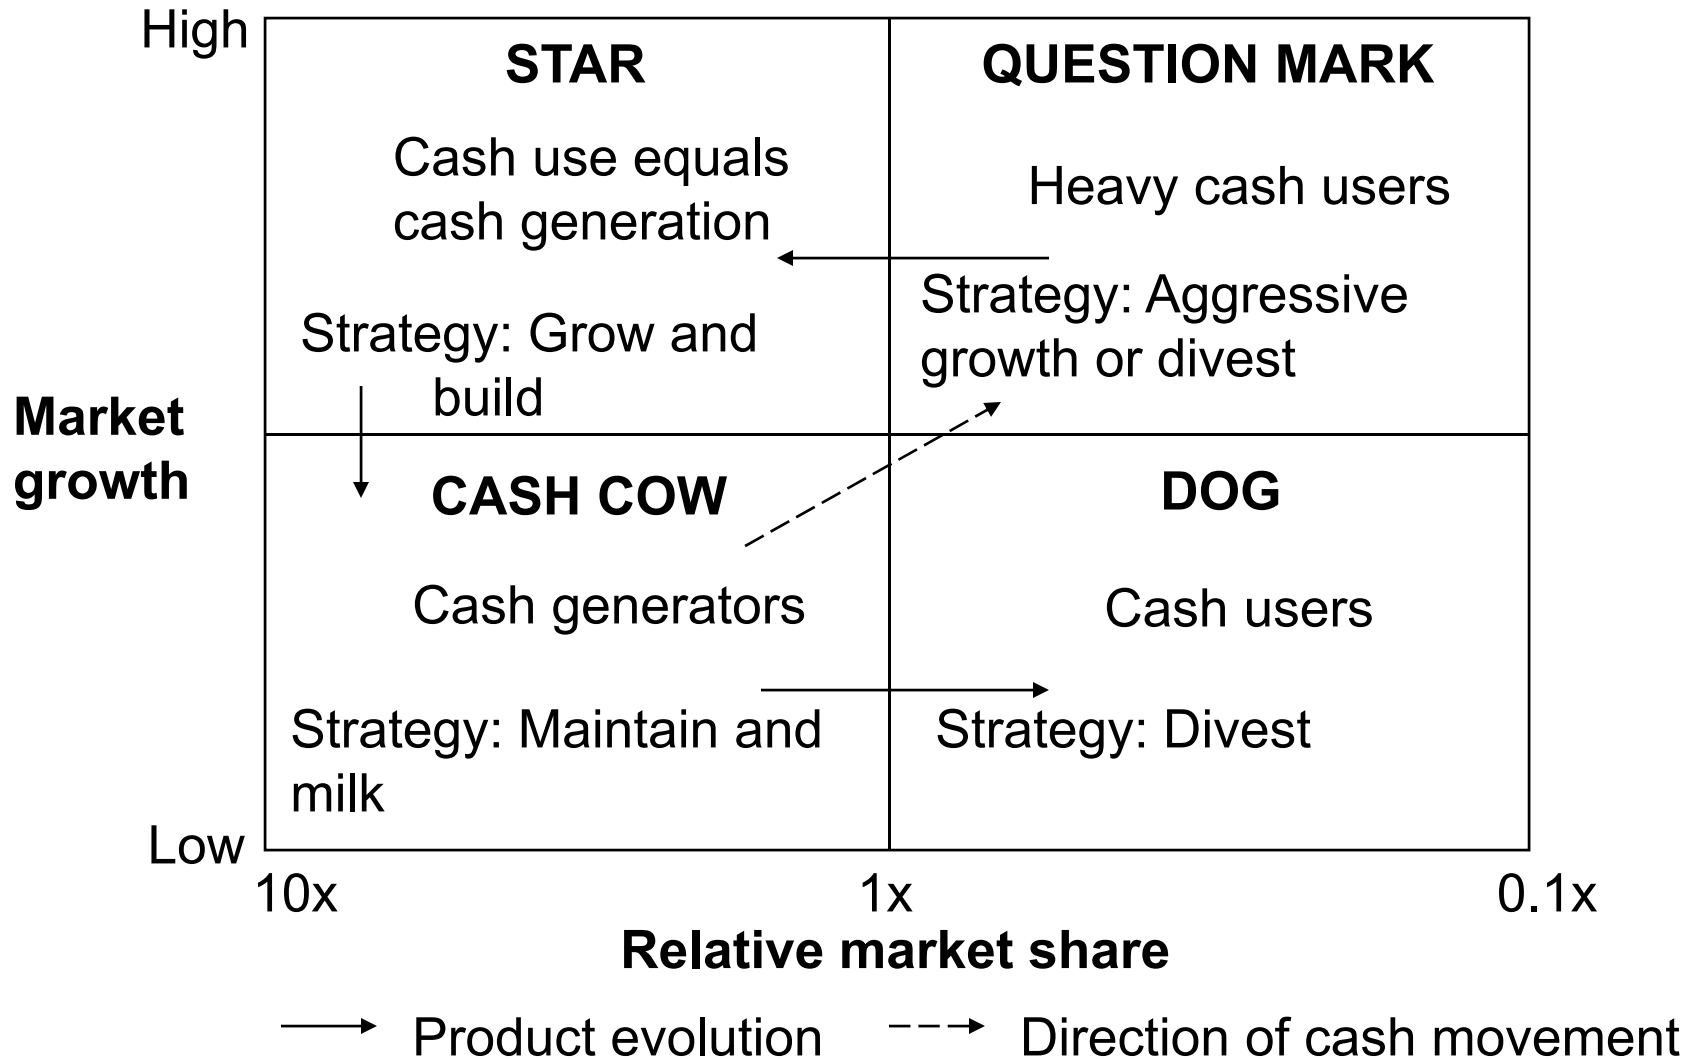 High
STAR
QUESTION MARK
Cash use equals
cash generation
Heavy cash users
Strategy: Grow and
build
Strategy: Aggressive
growth or divest
Market
growth
CASH COW
DOG
Cash generators
Cash users
Strategy: Maintain and
milk
Strategy: Divest
Low
10x
1x
0.1x
Relative market share
Product evolution
Direction of cash movement